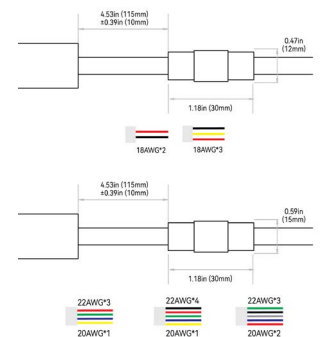 4.53in (115mm)
±0.39in (10mm)
0.47in
(12mm)
1.18in (30mm)
18AWG*2
18AWG*3
4.53in (115mm)
±0.39in (10mm)
0.59in
(15mm)
1.18in (30mm)
22AWG*3
22AWG*4
22AWG*3
20AWG*1
20AWG*1
20AWG*2